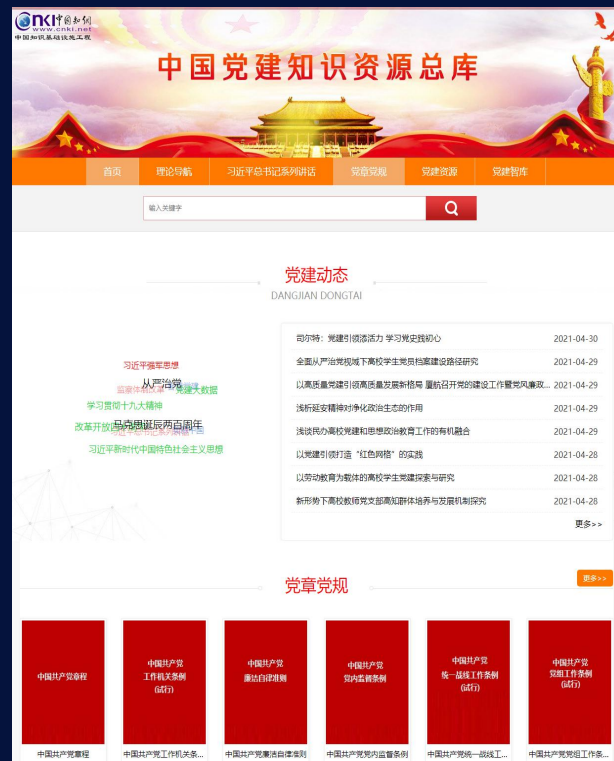 cnki中国知网
www.cnki.net
中国知识基础设施工程
中国党建知识资源总库
首页 理论导航 习近平总书记系列讲话 党章党规 党建资源 党建智库
输入关键字
党建动态
DANGJIAN DONGTAI
习近平强军思想
从严治党
监察体制改革
党建大数据
学习贯彻十九大精神
改革开放
马克思诞辰两百周年
习近平新时代中国特色社会主义思想
司尔特：党建引领添活力 学习党史践初心 2021-04-30
全面从严治党视域下高校学生党员档案建设路径研究 2021-04-29
以高质量党建引领高质量发展新格局 厦航召开党的建设工作暨党风廉政... 2021-04-29
浅析延安精神对净化政治生态的作用 2021-04-29
浅谈民办高校党建和思想政治教育工作的有机融合 2021-04-29
以党建引领打造“红色网格”的实践 2021-04-28
以劳动教育为载体的高校学生党建探索与研究 2021-04-28
新形势下高校教师党支部高知群体培养与发展机制探究 2021-04-28
更多>>
党章党规
更多>>
中国共产党章程
中国共产党
工作机关条例
(试行)
中国共产党
廉洁自律准则
中国共产党
党内监督条例
中国共产党
统一战线工作条例
(试行)
中国共产党
党组工作条例
(试行)
中国共产党章程 中国共产党工作机关条... 中国共产党廉洁自律准则 中国共产党党内监督条例 中国共产党统一战线工... 中国共产党党组工作条...